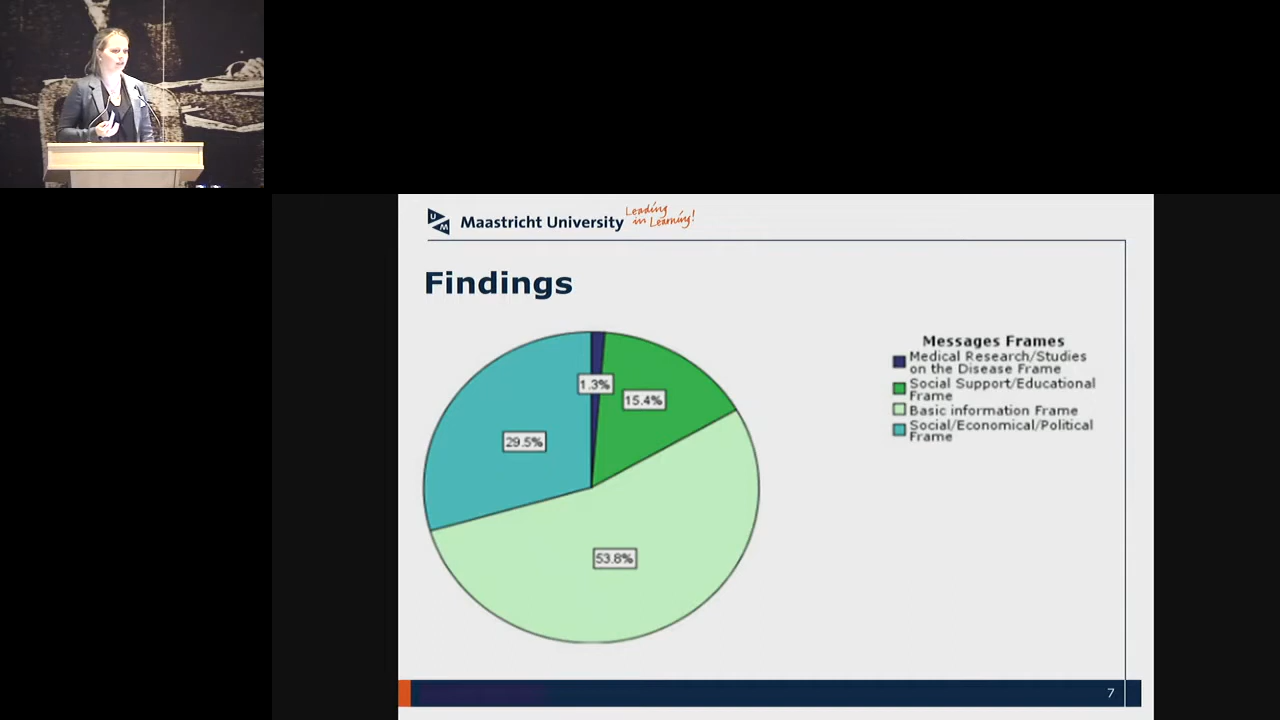 Maastricht University
Leading
in Learning!
Findings
1.3%
15.4%
29.5%
53.8%
Messages Frames
Medical Research/Studies
on the Disease Frame
Social Support/Educational
Frame
Basic information Frame
Social/Economical/Political
Frame
7